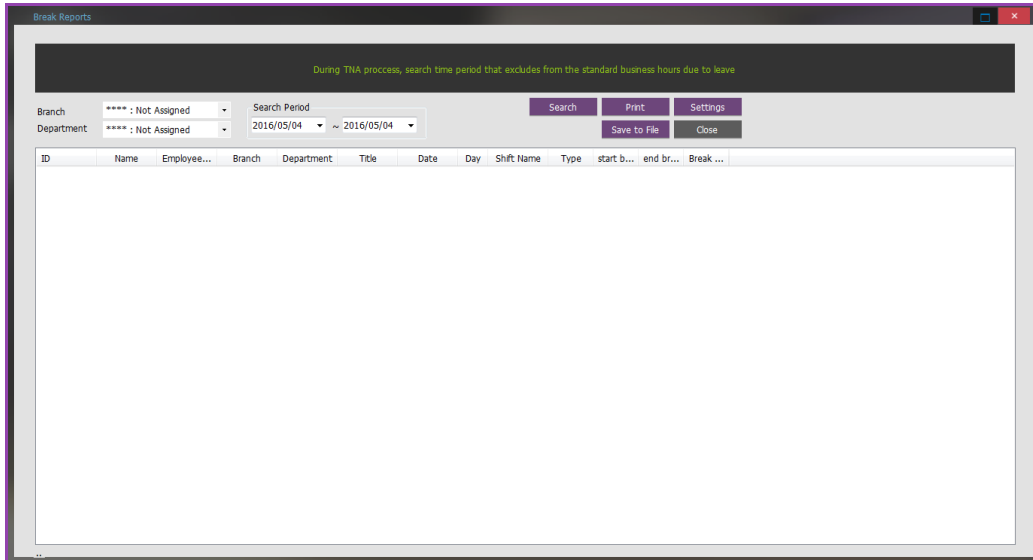 Break Reports
During TNA proccess, search time period that excludes from the standard business hours due to leave
Branch **** : Not Assigned
Department **** : Not Assigned
Search Period
2016/05/04 ~ 2016/05/04
Search Print Settings
Save to File Close
ID Name Employee... Branch Department Title Date Day Shift Name Type start b... end br... Break ...
..